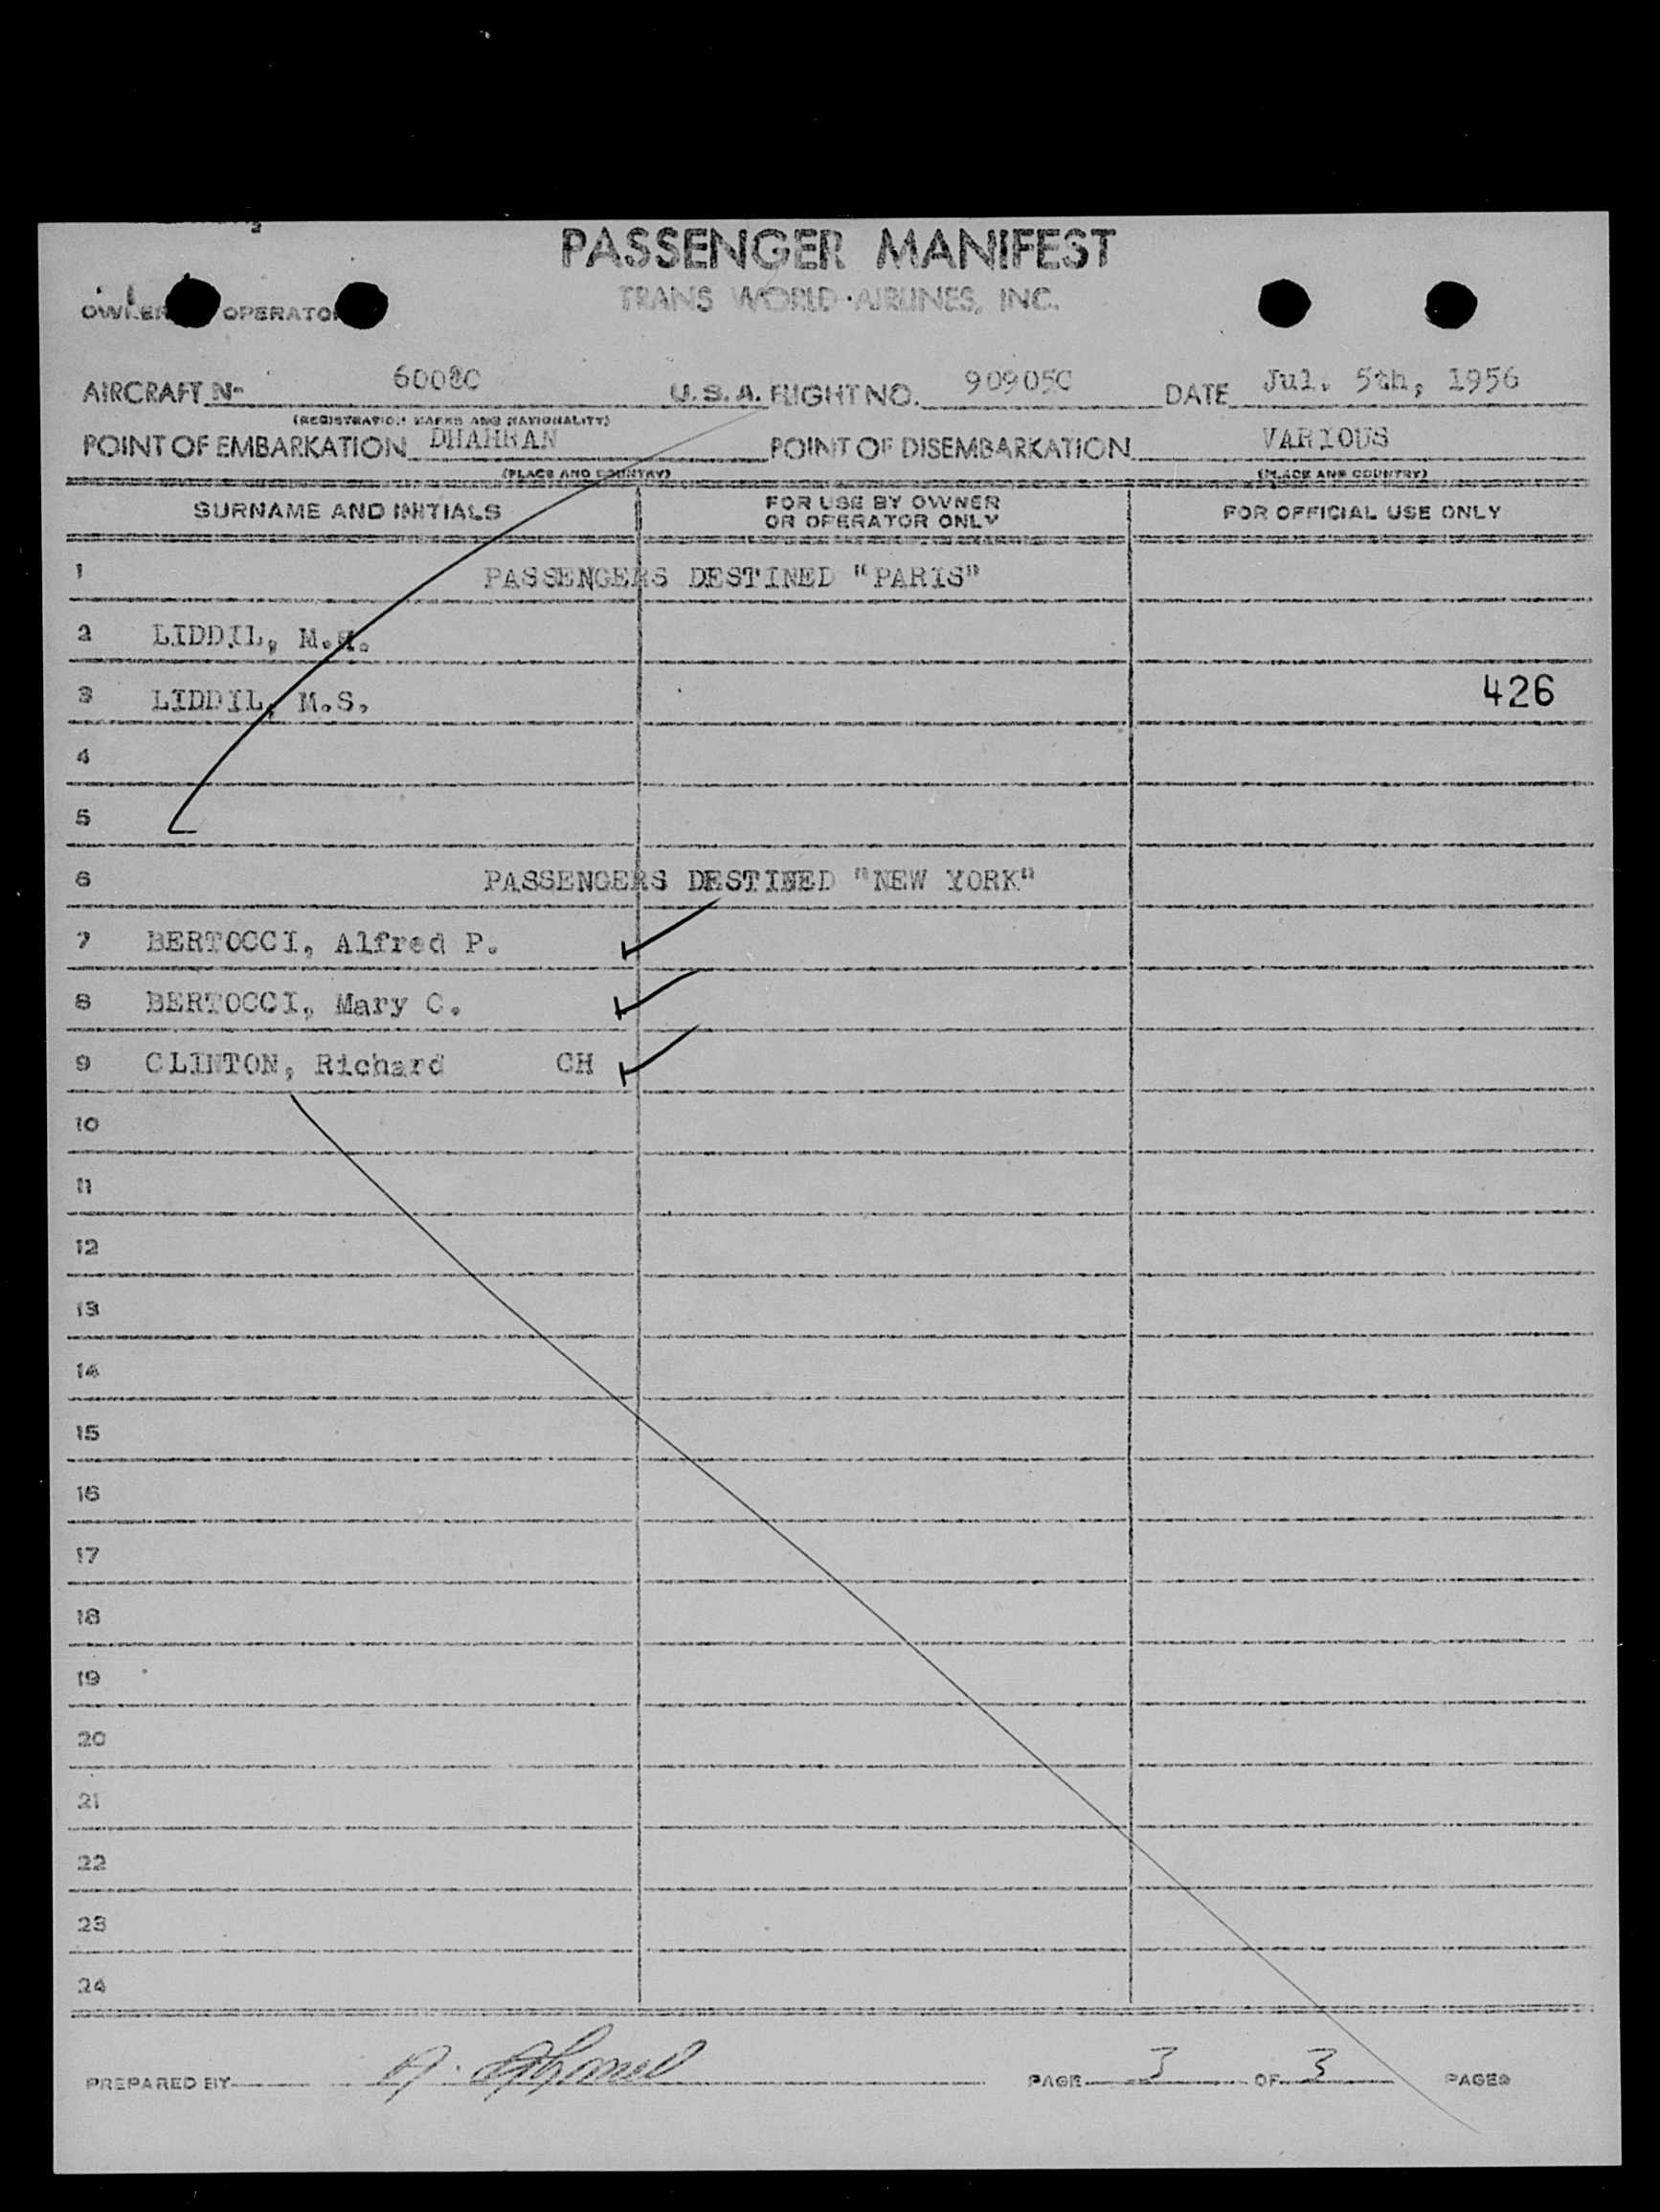 PASSENGER MANIFEST
TRANS WORLD AIRLINES, INC.
OWNER OPERATOR
AIRCRAFT N- 6008C U.S.A. FLIGHT NO. 90905C DATE Jul. 5th, 1956
(REGISTRATION MARKS AND NATIONALITY)
POINT OF EMBARKATION DHAHRAN POINT OF DISEMBARKATION VARIOUS
(PLACE AND COUNTRY) (PLACE AND COUNTRY)
SURNAME AND INITIALS FOR USE BY OWNER OR OPERATOR ONLY FOR OFFICIAL USE ONLY
1 PASSENGERS DESTINED "PARIS"
2 LIDDIL, M.
3 LIDDIL, M.S. 426
4
5
6 PASSENGERS DESTINED "NEW YORK"
7 BERTOCCI, Alfred P.
8 BERTOCCI, Mary C.
9 CLINTON, Richard CH
10
11
12
13
14
15
16
17
18
19
20
21
22
23
24
PREPARED BY PAGE 3 OF 3 PAGES